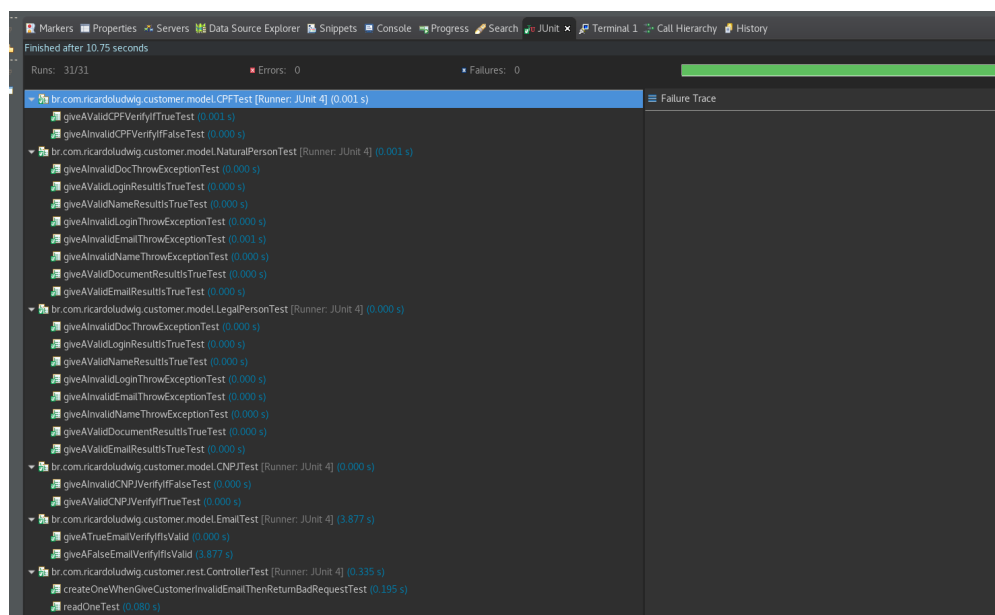 Markers Properties Servers Data Source Explorer Snippets Console Progress Search JUnit × Terminal 1 Call Hierarchy History
Finished after 10.75 seconds
Runs: 31/31 Errors: 0 Failures: 0
br.com.ricardoludwig.customer.model.CPFTest [Runner: JUnit 4] (0.001 s) Failure Trace
giveAValidCPFVerifyIfTrueTest (0.001 s)
giveAInvalidCPFVerifyIfFalseTest (0.000 s)
br.com.ricardoludwig.customer.model.NaturalPersonTest [Runner: JUnit 4] (0.001 s)
giveAInvalidDocThrowExceptionTest (0.000 s)
giveAValidLoginResultIsTrueTest (0.000 s)
giveAValidNameResultIsTrueTest (0.000 s)
giveAInvalidLoginThrowExceptionTest (0.000 s)
giveAInvalidEmailThrowExceptionTest (0.001 s)
giveAInvalidNameThrowExceptionTest (0.000 s)
giveAValidDocumentResultIsTrueTest (0.000 s)
giveAValidEmailResultIsTrueTest (0.000 s)
br.com.ricardoludwig.customer.model.LegalPersonTest [Runner: JUnit 4] (0.000 s)
giveAInvalidDocThrowExceptionTest (0.000 s)
giveAValidLoginResultIsTrueTest (0.000 s)
giveAValidNameResultIsTrueTest (0.000 s)
giveAInvalidLoginThrowExceptionTest (0.000 s)
giveAInvalidEmailThrowExceptionTest (0.000 s)
giveAInvalidNameThrowExceptionTest (0.000 s)
giveAValidDocumentResultIsTrueTest (0.000 s)
giveAValidEmailResultIsTrueTest (0.000 s)
br.com.ricardoludwig.customer.model.CNPJTest [Runner: JUnit 4] (0.000 s)
giveAInvalidCNPJVerifyIfFalseTest (0.000 s)
giveAValidCNPJVerifyIfTrueTest (0.000 s)
br.com.ricardoludwig.customer.model.EmailTest [Runner: JUnit 4] (3.877 s)
giveATrueEmailVerifyIfIsValid (0.000 s)
giveAFalseEmailVerifyIfIsValid (3.877 s)
br.com.ricardoludwig.customer.rest.ControllerTest [Runner: JUnit 4] (0.335 s)
createOneWhenGiveCustomerInvalidEmailThenReturnBadRequestTest (0.195 s)
readOneTest (0.080 s)